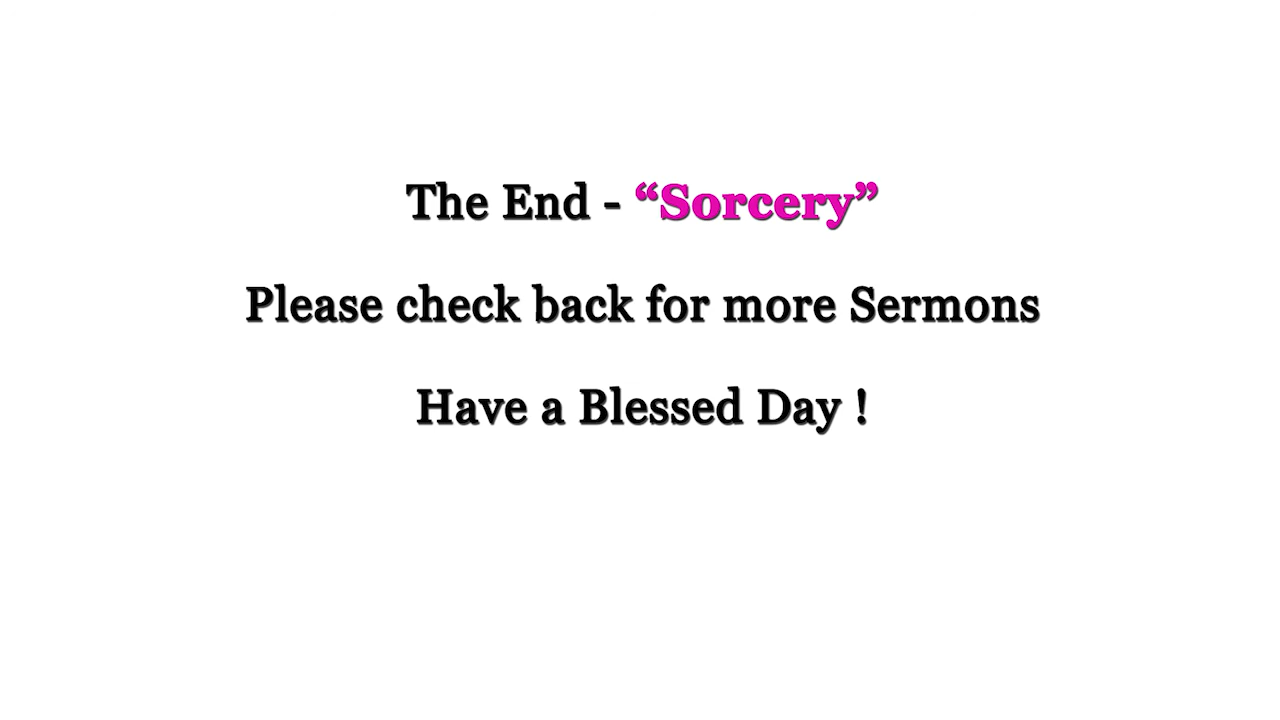 The End - “Sorcery”
Please check back for more Sermons
Have a Blessed Day !